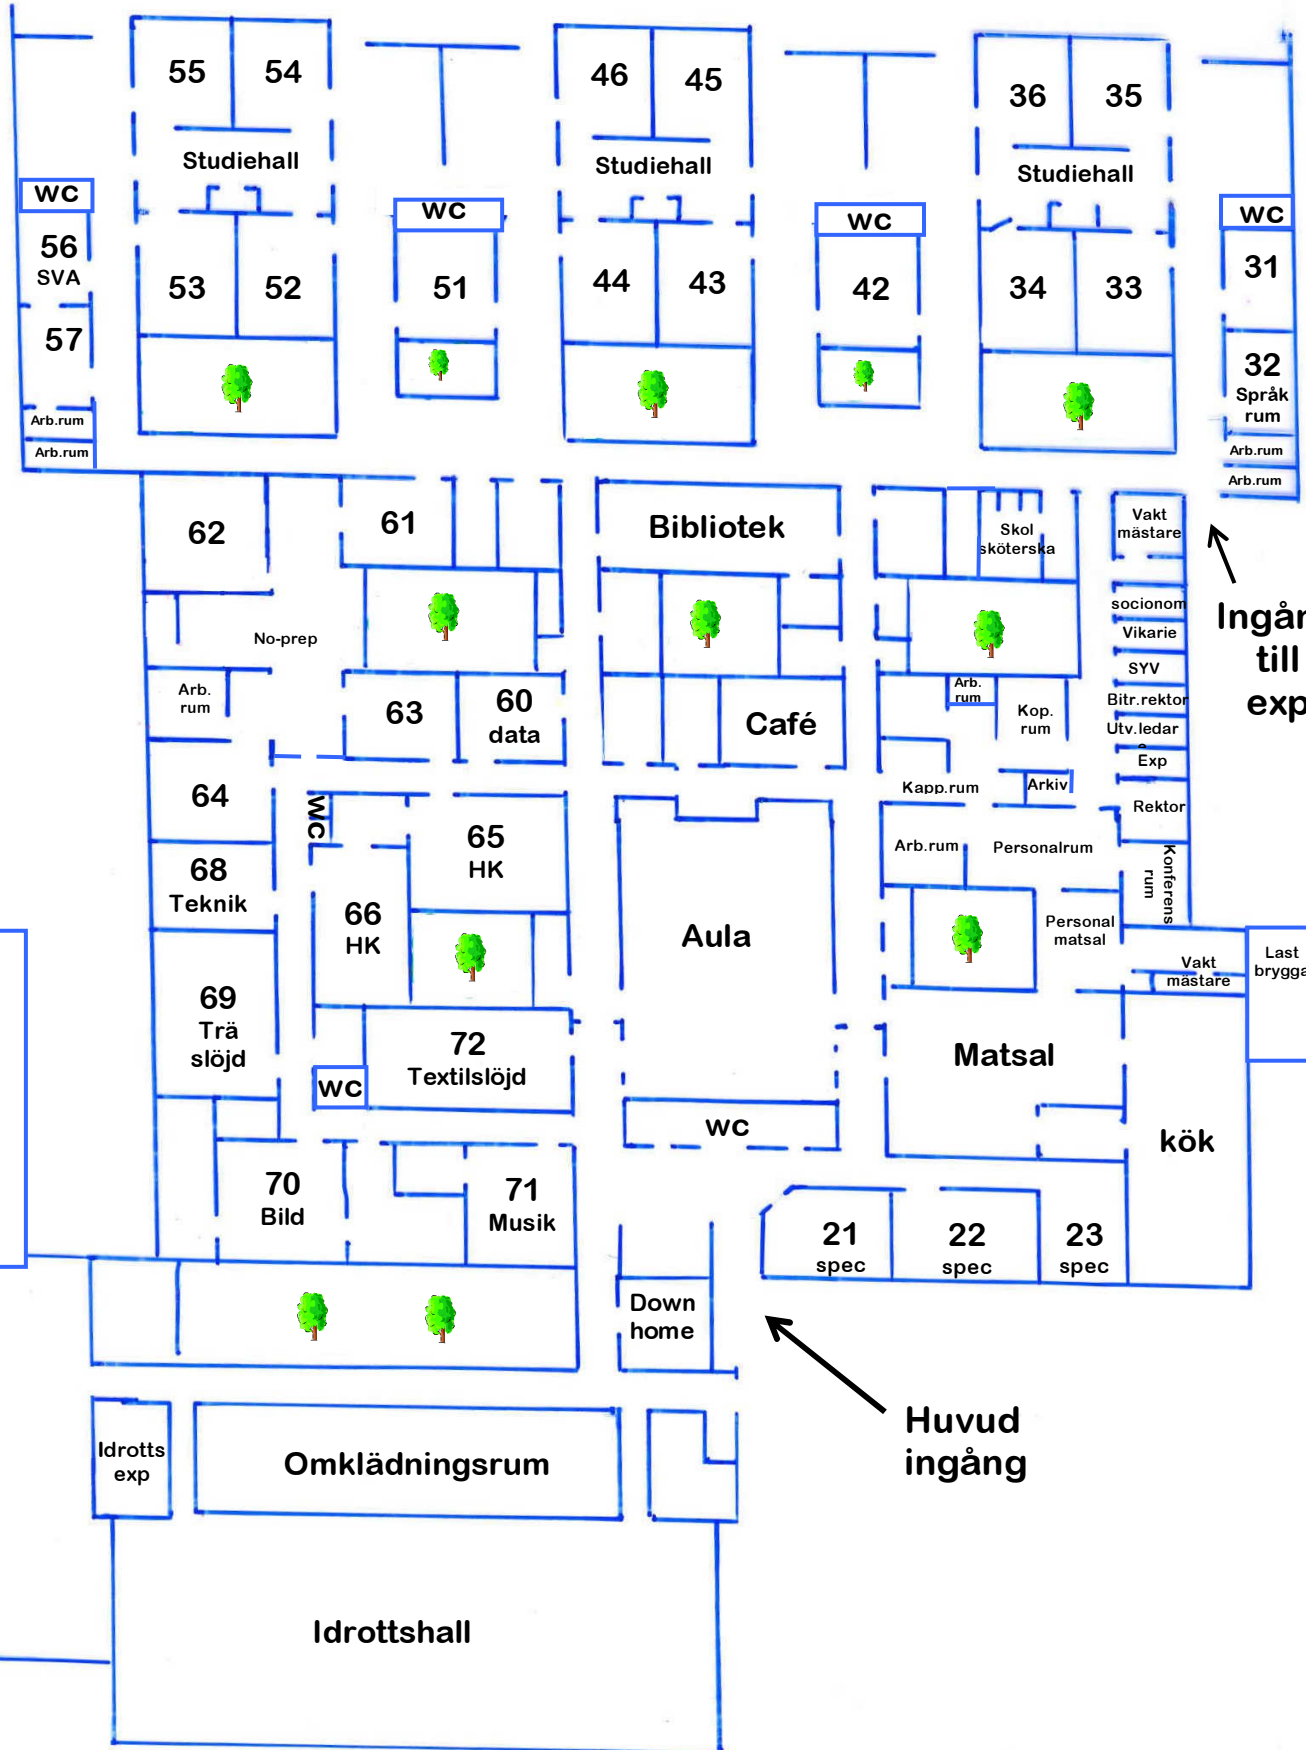 55
54
46
45
36
35
Studiehall
Studiehall
Studiehall
WC
WC
WC
WC
56
SVA
53
52
51
44
43
42
34
33
31
57
32
Språk
rum
Arb.rum
Arb.rum
Arb.rum
Arb.rum
62
61
Bibliotek
Skol
sköterska
Vakt
mästare
Ingån
till
exp
socionom
Vikarie
SYV
Bitr.rektor
Utv.ledar
e
Exp
Rektor
Konferens
rum
No-prep
Arb.
rum
63
60
data
Café
Arb.
rum
Kop.
rum
Kapp.rum
Arkiv
64
WC
65
HK
Arb.rum
Personalrum
68
Teknik
66
HK
Aula
Personal
matsal
Vakt
mästare
Last
brygga
69
Trä
slöjd
72
Textilslöjd
WC
Matsal
WC
kök
70
Bild
71
Musik
21
spec
22
spec
23
spec
Down
home
Huvud
ingång
Idrotts
exp
Omklädningsrum
Idrottshall